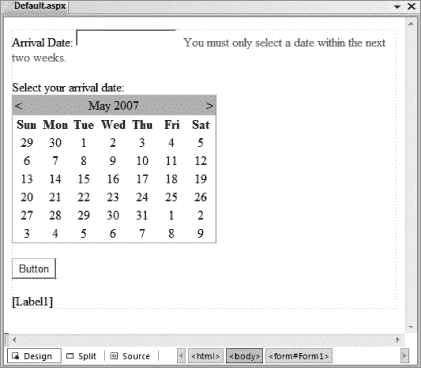 Default.aspx
Arrival Date: You must only select a date within the next
two weeks.
Select your arrival date:
< May 2007 >
Sun Mon Tue Wed Thu Fri Sat
29 30 1 2 3 4 5
6 7 8 9 10 11 12
13 14 15 16 17 18 19
20 21 22 23 24 25 26
27 28 29 30 31 1 2
3 4 5 6 7 8 9
Button
[Label1]
Design Split Source <html> <body> <form#Form1>